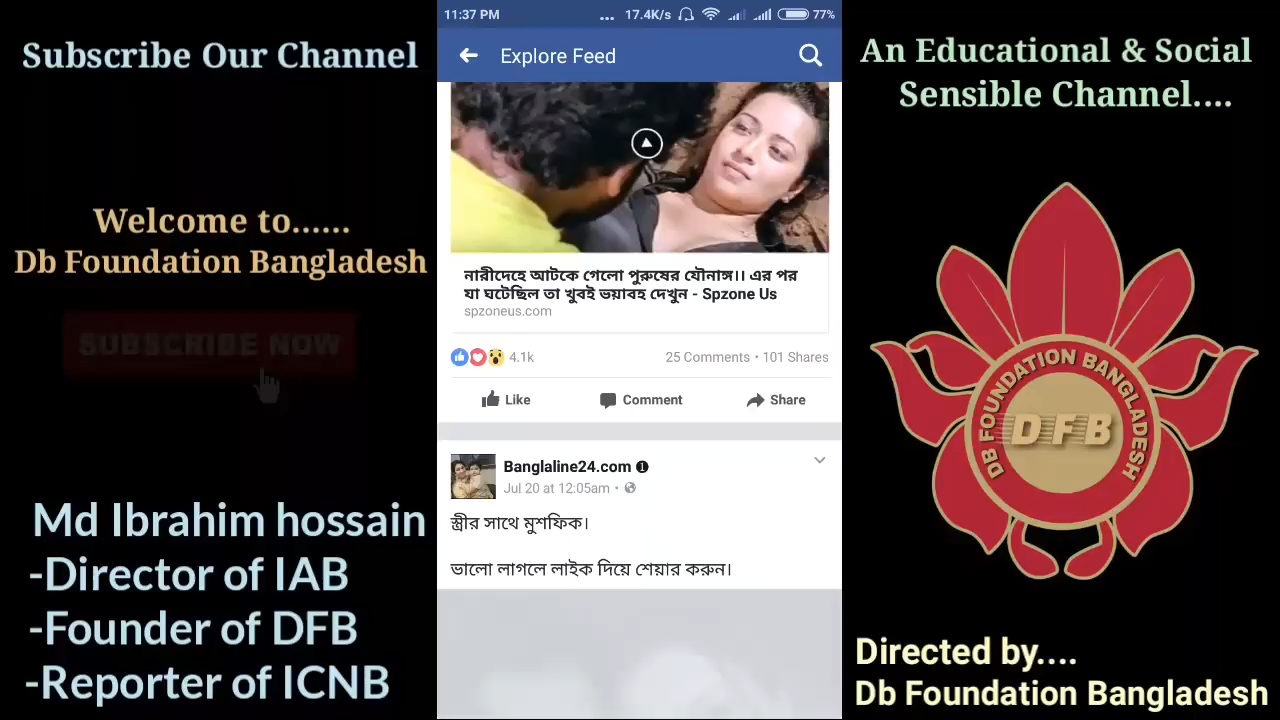 Subscribe Our Channel
Welcome to......
Db Foundation Bangladesh
SUBSCRIBE NOW
Md Ibrahim hossain
-Director of IAB
-Founder of DFB
-Reporter of ICNB
11:37 PM ... 17.4K/s 77%
Explore Feed
নারীদেহে আটকে গেলো পুরুষের যৌনাঙ্গ।। এর পর
যা ঘটেছিল তা খুবই ভয়াবহ দেখুন - Spzone Us
spzoneus.com
4.1k 25 Comments • 101 Shares
Like Comment Share
Banglaline24.com ❶
Jul 20 at 12:05am •
স্ত্রীর সাথে মুশফিক।
ভালো লাগলে লাইক দিয়ে শেয়ার করুন।
An Educational & Social
Sensible Channel....
DB FOUNDATION BANGLADESH
DFB
Directed by....
Db Foundation Bangladesh